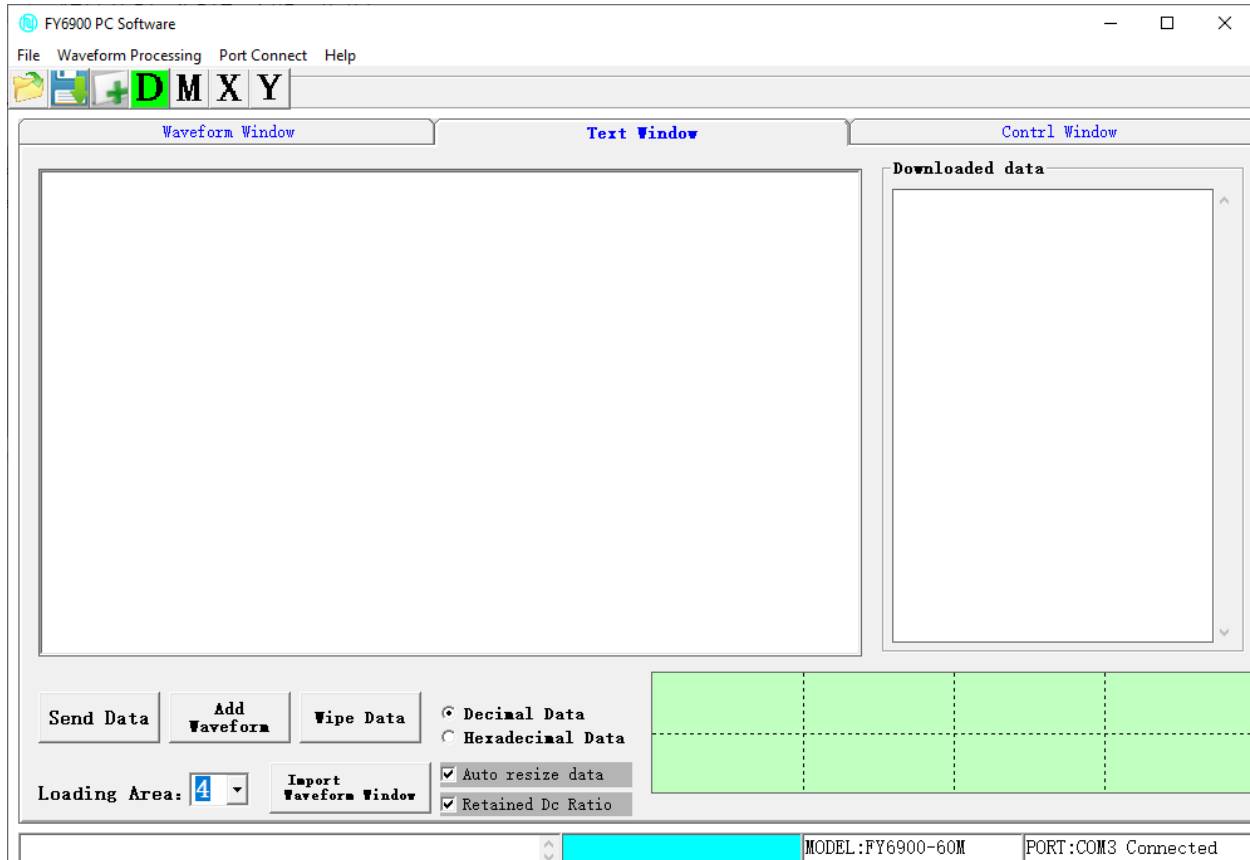 FY6900 PC Software
File Waveform Processing Port Connect Help
D M X Y
Waveform Window Text Window Contrl Window
Downloaded data
Send Data
Add
Waveform
Wipe Data
Decimal Data
Hexadecimal Data
Loading Area: 4
Import
Waveform Window
Auto resize data
Retained Dc Ratio
MODEL:FY6900-60M PORT:COM3 Connected